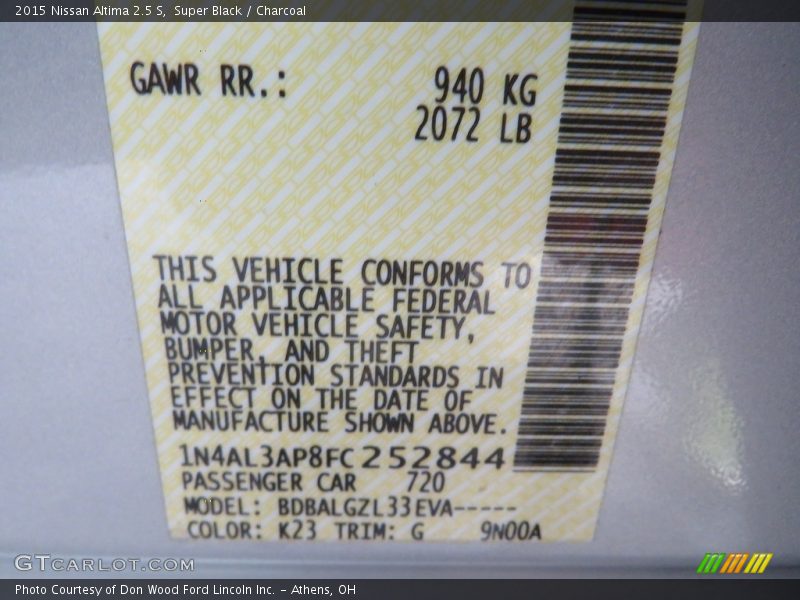 2015 Nissan Altima 2.5 S, Super Black / Charcoal
GAWR RR.: 940 KG
2072 LB
THIS VEHICLE CONFORMS TO
ALL APPLICABLE FEDERAL
MOTOR VEHICLE SAFETY,
BUMPER, AND THEFT
PREVENTION STANDARDS IN
EFFECT ON THE DATE OF
MANUFACTURE SHOWN ABOVE.
1N4AL3AP8FC252844
PASSENGER CAR 720
MODEL: BDBALGZL33EVA-----
COLOR: K23 TRIM: G 9N00A
GTCARLOT.COM
Photo Courtesy of Don Wood Ford Lincoln Inc. - Athens, OH